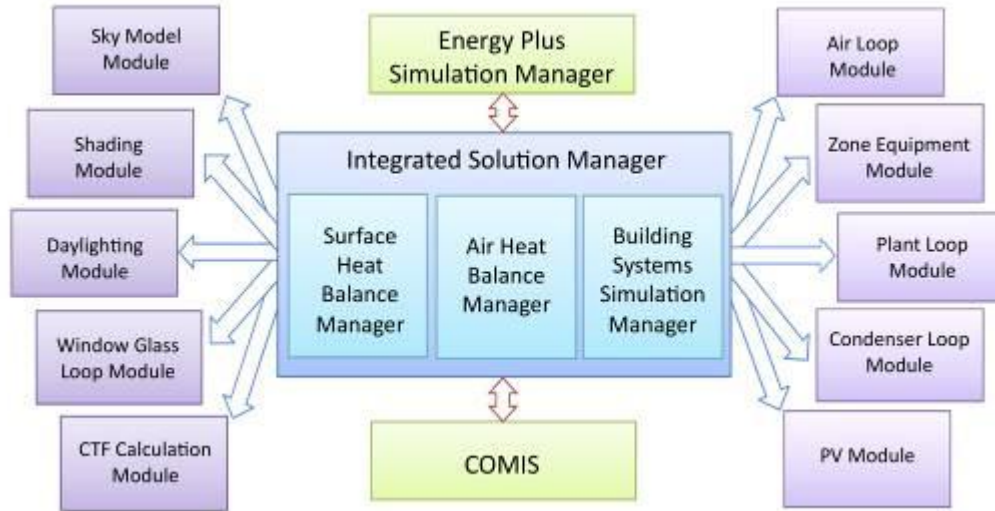 Sky Model
Module
Shading
Module
Daylighting
Module
Window Glass
Loop Module
CTF Calculation
Module
Energy Plus
Simulation Manager
Integrated Solution Manager
Surface
Heat
Balance
Manager
Air Heat
Balance
Manager
Building
Systems
Simulation
Manager
COMIS
Air Loop
Module
Zone Equipment
Module
Plant Loop
Module
Condenser Loop
Module
PV Module